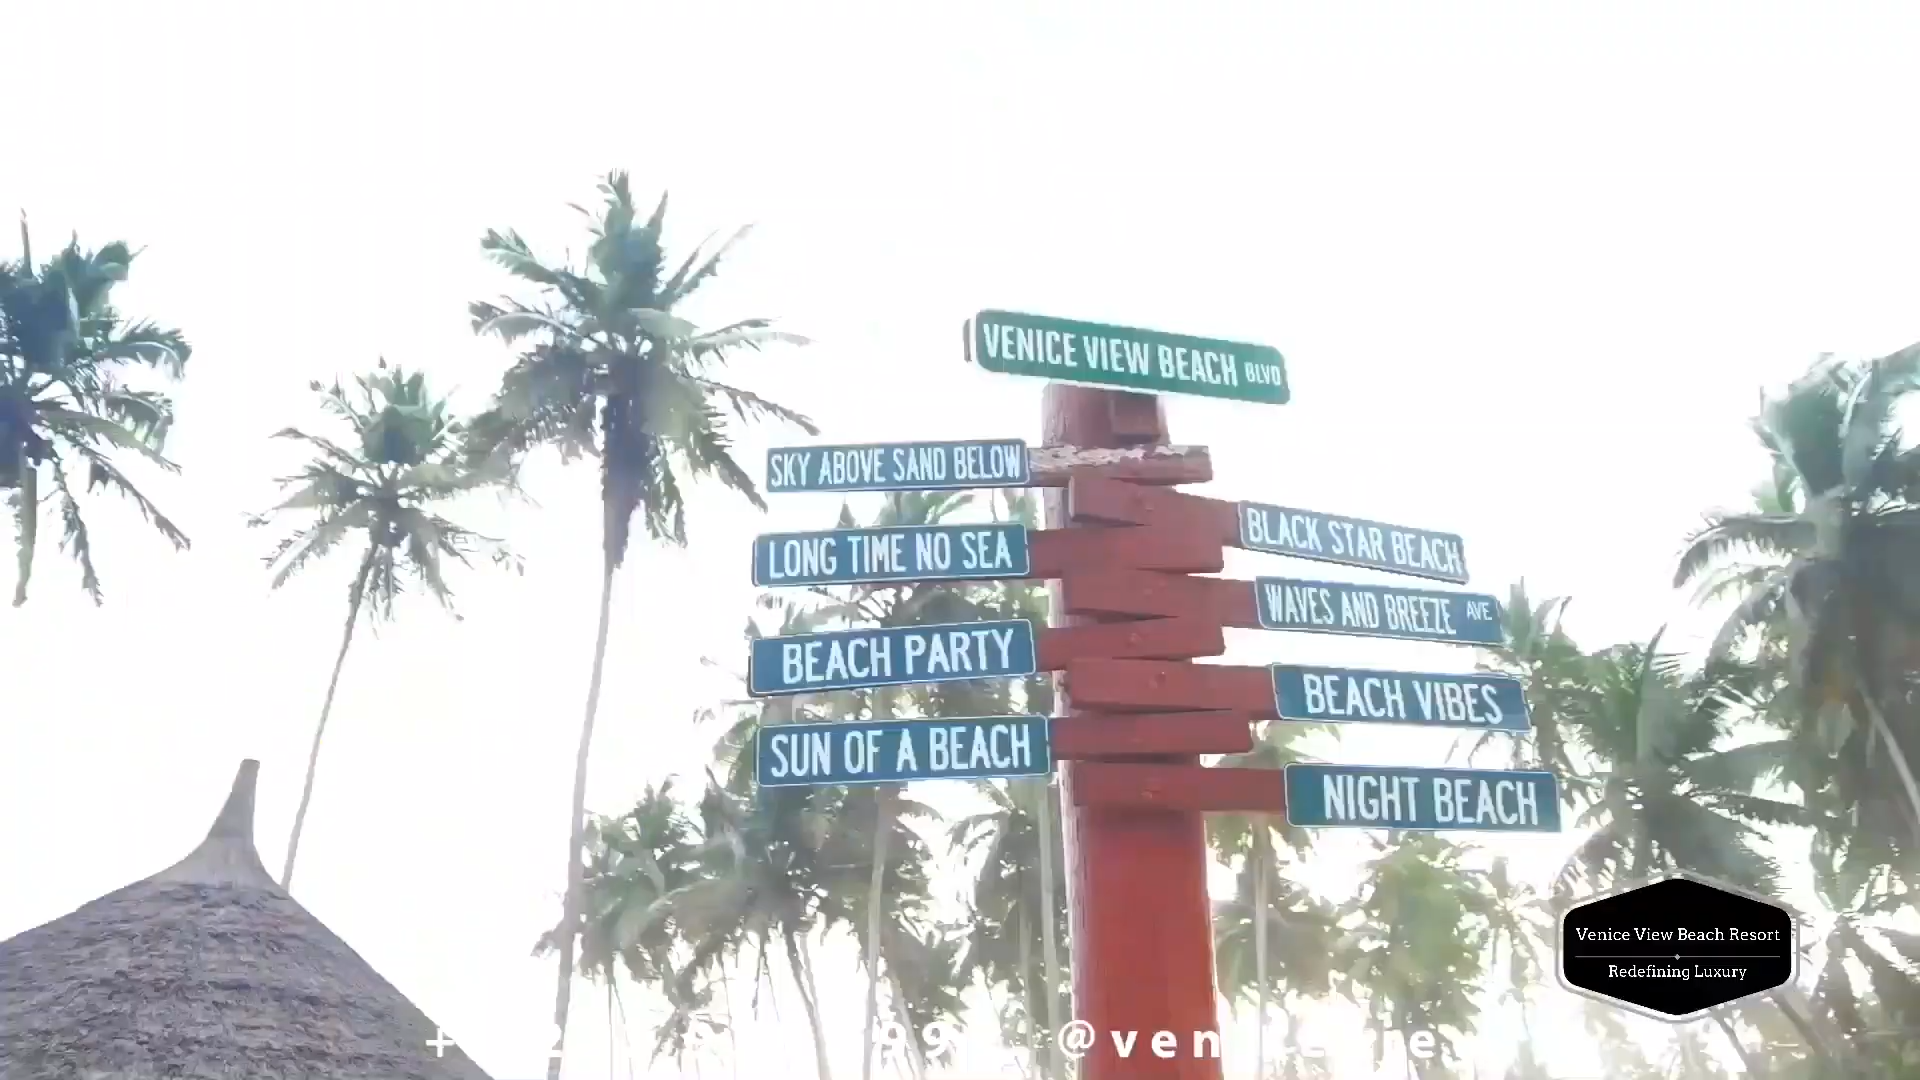 VENICE VIEW BEACH BLVD
SKY ABOVE SAND BELOW
BLACK STAR BEACH
LONG TIME NO SEA
WAVES AND BREEZE AVE
BEACH PARTY
BEACH VIBES
SUN OF A BEACH
NIGHT BEACH
Venice View Beach Resort
Redefining Luxury